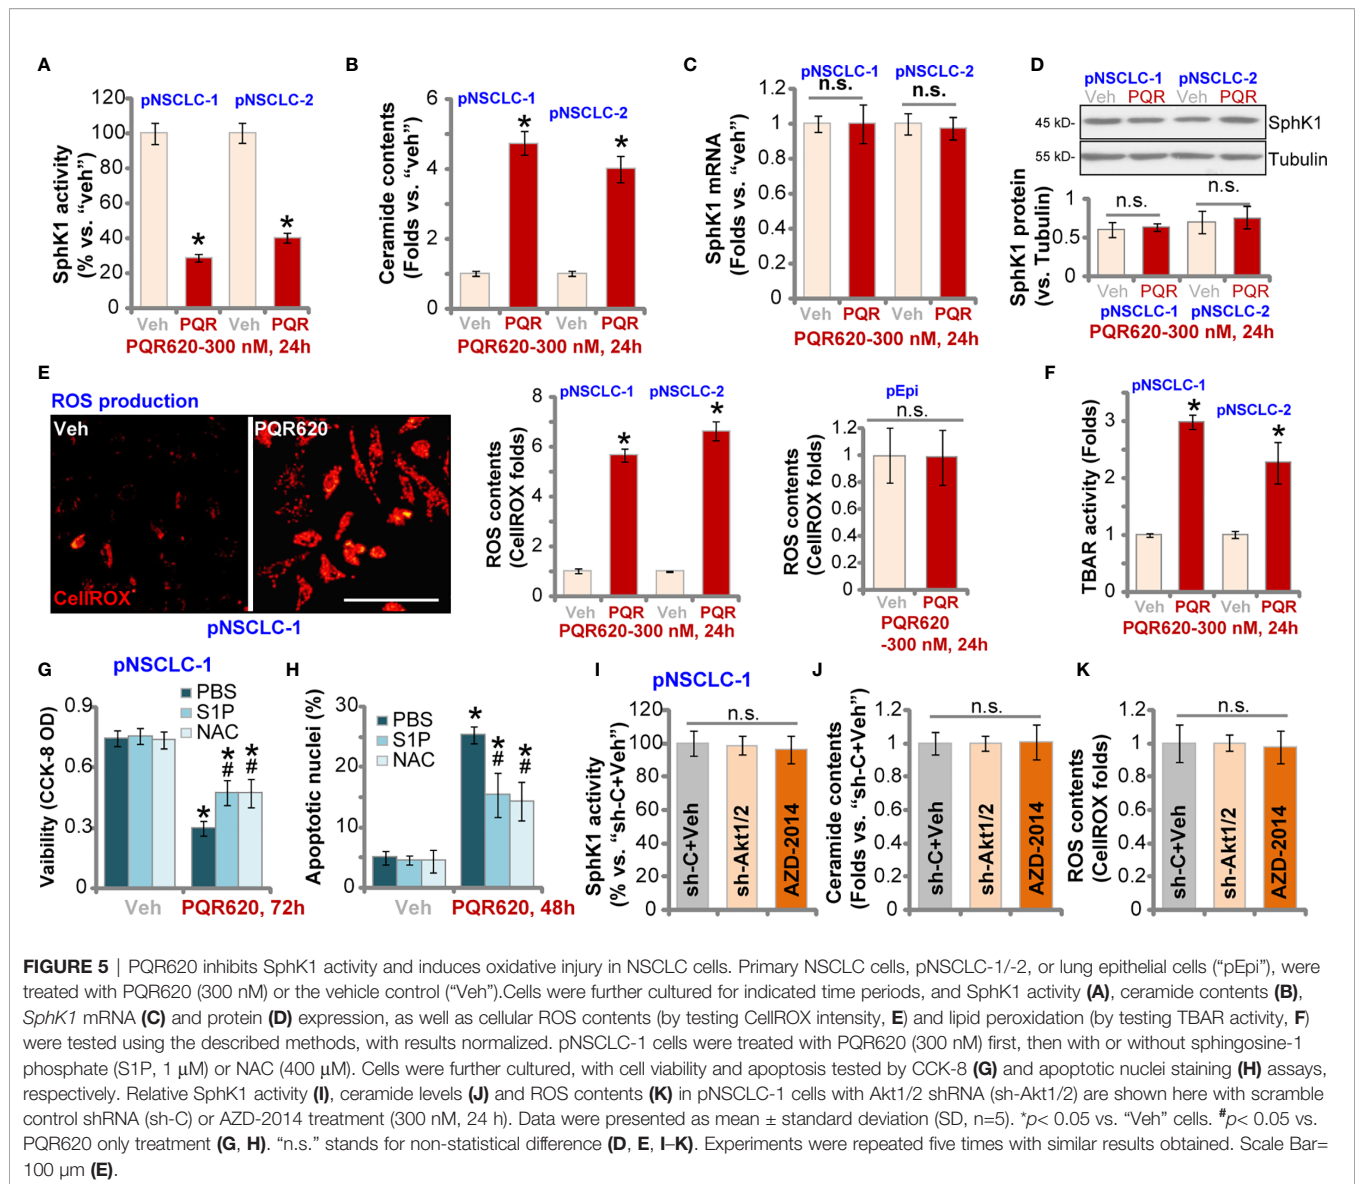 A
pNSCLC-1 pNSCLC-2
SphK1 activity
(% vs. “veh”)
120
100
80
60
40
20
0
* *
Veh PQR Veh PQR
PQR620-300 nM, 24h
B
pNSCLC-1
pNSCLC-2
Ceramide contents
(Folds vs. “veh”)
6
4
2
0
* *
Veh PQR Veh PQR
PQR620-300 nM, 24h
C
pNSCLC-1 pNSCLC-2
n.s. n.s.
SphK1 mRNA
(Folds vs. “veh”)
1.2
1
0.8
0.6
0.4
0.2
0
Veh PQR Veh PQR
PQR620-300 nM, 24h
D
pNSCLC-1 pNSCLC-2
Veh PQR Veh PQR
45 kD- SphK1
55 kD- Tubulin
SphK1 protein
(vs. Tubulin)
1
0.5
0
n.s. n.s.
Veh PQR Veh PQR
pNSCLC-1 pNSCLC-2
PQR620-300 nM, 24h
E
ROS production
Veh PQR620
CellROX
pNSCLC-1
pNSCLC-1 pNSCLC-2
ROS contents
(CellROX folds)
8
6
4
2
0
* *
Veh PQR Veh PQR
PQR620-300 nM, 24h
pEpi
n.s.
ROS contents
(CellROX folds)
1.2
1
0.8
0.6
0.4
0.2
0
Veh PQR
PQR620
-300 nM, 24h
F
pNSCLC-1
pNSCLC-2
TBAR activity (Folds)
3
2
1
0
* *
Veh PQR Veh PQR
PQR620-300 nM, 24h
G
pNSCLC-1
PBS
S1P
NAC
Viability (CCK-8 OD)
0.9
0.6
0.3
0
* * *
# #
Veh PQR620, 72h
H
PBS
S1P
NAC
Apoptotic nuclei (%)
30
25
20
15
10
5
0
* * *
# #
Veh PQR620, 48h
I
pNSCLC-1
n.s.
SphK1 activity
(% vs. “sh-C+Veh”)
120
100
80
60
40
20
0
sh-C+Veh
sh-Akt1/2
AZD-2014
J
n.s.
Ceramide contents
(Folds vs. “sh-C+Veh”)
1.2
1
0.8
0.6
0.4
0.2
0
sh-C+Veh
sh-Akt1/2
AZD-2014
K
n.s.
ROS contents
(CellROX folds)
1.2
1
0.8
0.6
0.4
0.2
0
sh-C+Veh
sh-Akt1/2
AZD-2014
FIGURE 5 | PQR620 inhibits SphK1 activity and induces oxidative injury in NSCLC cells. Primary NSCLC cells, pNSCLC-1/-2, or lung epithelial cells (“pEpi”), were
treated with PQR620 (300 nM) or the vehicle control (“Veh”).Cells were further cultured for indicated time periods, and SphK1 activity (A), ceramide contents (B),
SphK1 mRNA (C) and protein (D) expression, as well as cellular ROS contents (by testing CellROX intensity, E) and lipid peroxidation (by testing TBAR activity, F)
were tested using the described methods, with results normalized. pNSCLC-1 cells were treated with PQR620 (300 nM) first, then with or without sphingosine-1
phosphate (S1P, 1 μM) or NAC (400 μM). Cells were further cultured, with cell viability and apoptosis tested by CCK-8 (G) and apoptotic nuclei staining (H) assays,
respectively. Relative SphK1 activity (I), ceramide levels (J) and ROS contents (K) in pNSCLC-1 cells with Akt1/2 shRNA (sh-Akt1/2) are shown here with scramble
control shRNA (sh-C) or AZD-2014 treatment (300 nM, 24 h). Data were presented as mean ± standard deviation (SD, n=5). *p< 0.05 vs. “Veh” cells. #p< 0.05 vs.
PQR620 only treatment (G, H). “n.s.” stands for non-statistical difference (D, E, I–K). Experiments were repeated five times with similar results obtained. Scale Bar=
100 μm (E).